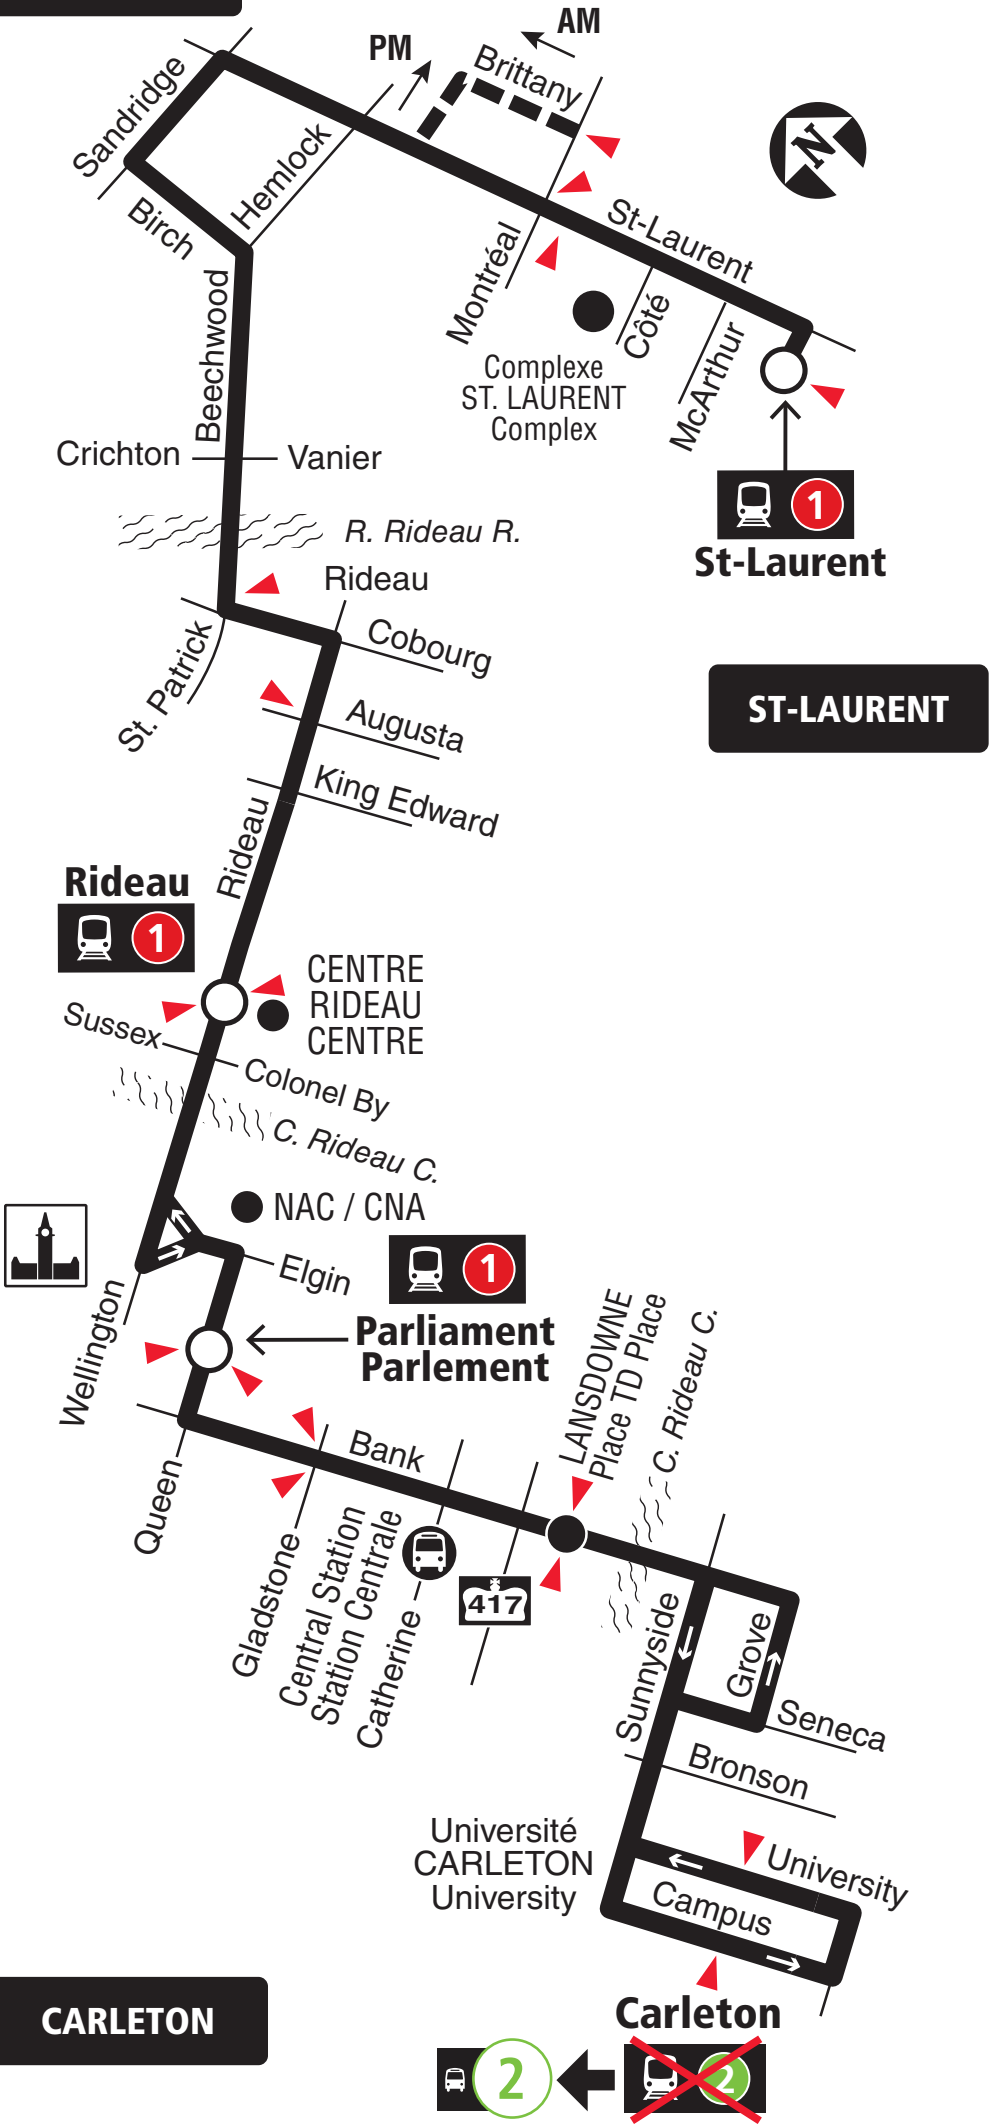 AM
PM
Brittany
Sandridge
Hemlock
N
Birch
St-Laurent
Montréal
Côté
McArthur
Beechwood
Complexe
ST. LAURENT
Complex
Crichton
Vanier
1
St-Laurent
R. Rideau R.
Rideau
Cobourg
St. Patrick
ST-LAURENT
Augusta
King Edward
Rideau
Rideau
1
CENTRE
RIDEAU
CENTRE
Sussex
Colonel By
C. Rideau C.
NAC / CNA
Elgin
1
Parliament
Parlement
Wellington
LANSDOWNE
Place TD Place
C. Rideau C.
Bank
Queen
Gladstone
Central Station
Station Centrale
Catherine
417
Sunnyside
Grove
Seneca
Bronson
Université
CARLETON
University
University
Campus
CARLETON
Carleton
2
2